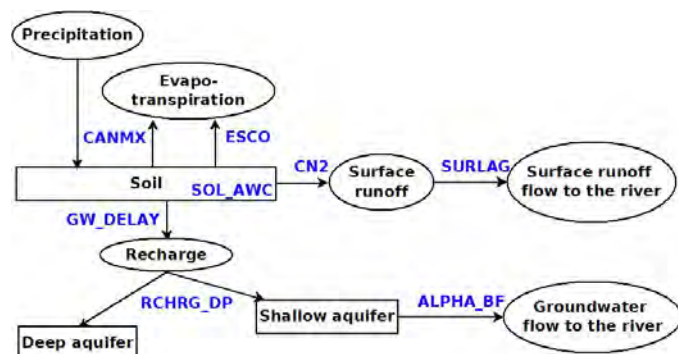 Precipitation
Evapo-
transpiration
CANMX
ESCO
Soil
SOL_AWC
CN2
Surface
runoff
SURLAG
Surface runoff
flow to the river
GW_DELAY
Recharge
RCHRG_DP
Deep aquifer
Shallow aquifer
ALPHA_BF
Groundwater
flow to the river